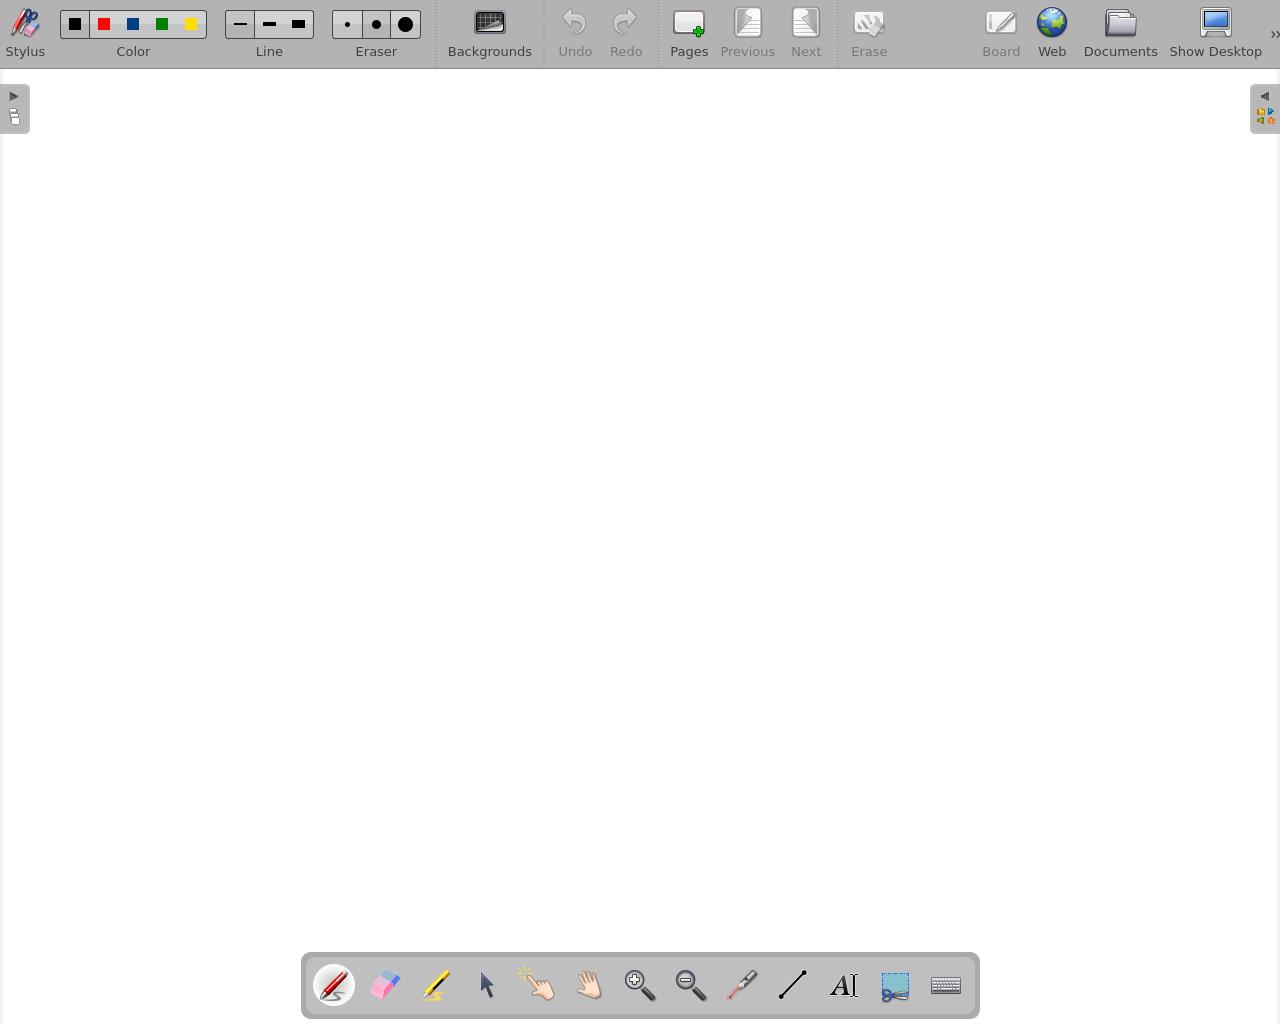 Stylus
Color
Line
Eraser
Backgrounds
Undo
Redo
Pages
Previous
Next
Erase
Board
Web
Documents
Show Desktop